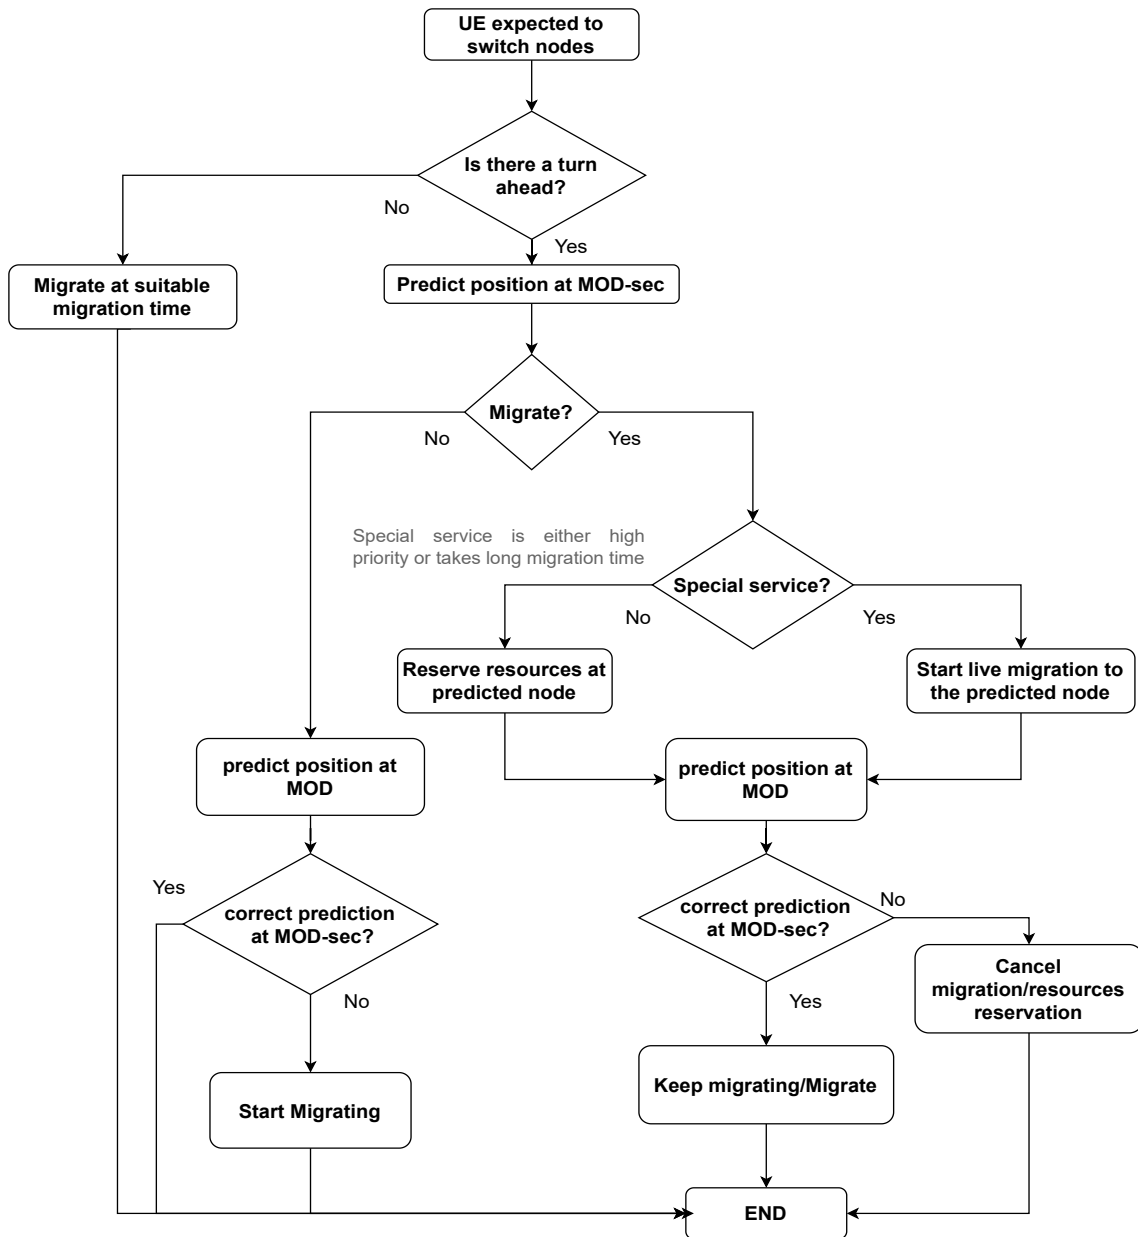 UE expected to
switch nodes
Is there a turn
ahead?
No
Yes
Migrate at suitable
migration time
Predict position at MOD-sec
Migrate?
No
Yes
Special service is either high
priority or takes long migration time
Special service?
No
Yes
Reserve resources at
predicted node
Start live migration to
the predicted node
predict position at
MOD
predict position at
MOD
Yes
correct prediction
at MOD-sec?
No
correct prediction
at MOD-sec?
No
Yes
Cancel
migration/resources
reservation
Start Migrating
Keep migrating/Migrate
END